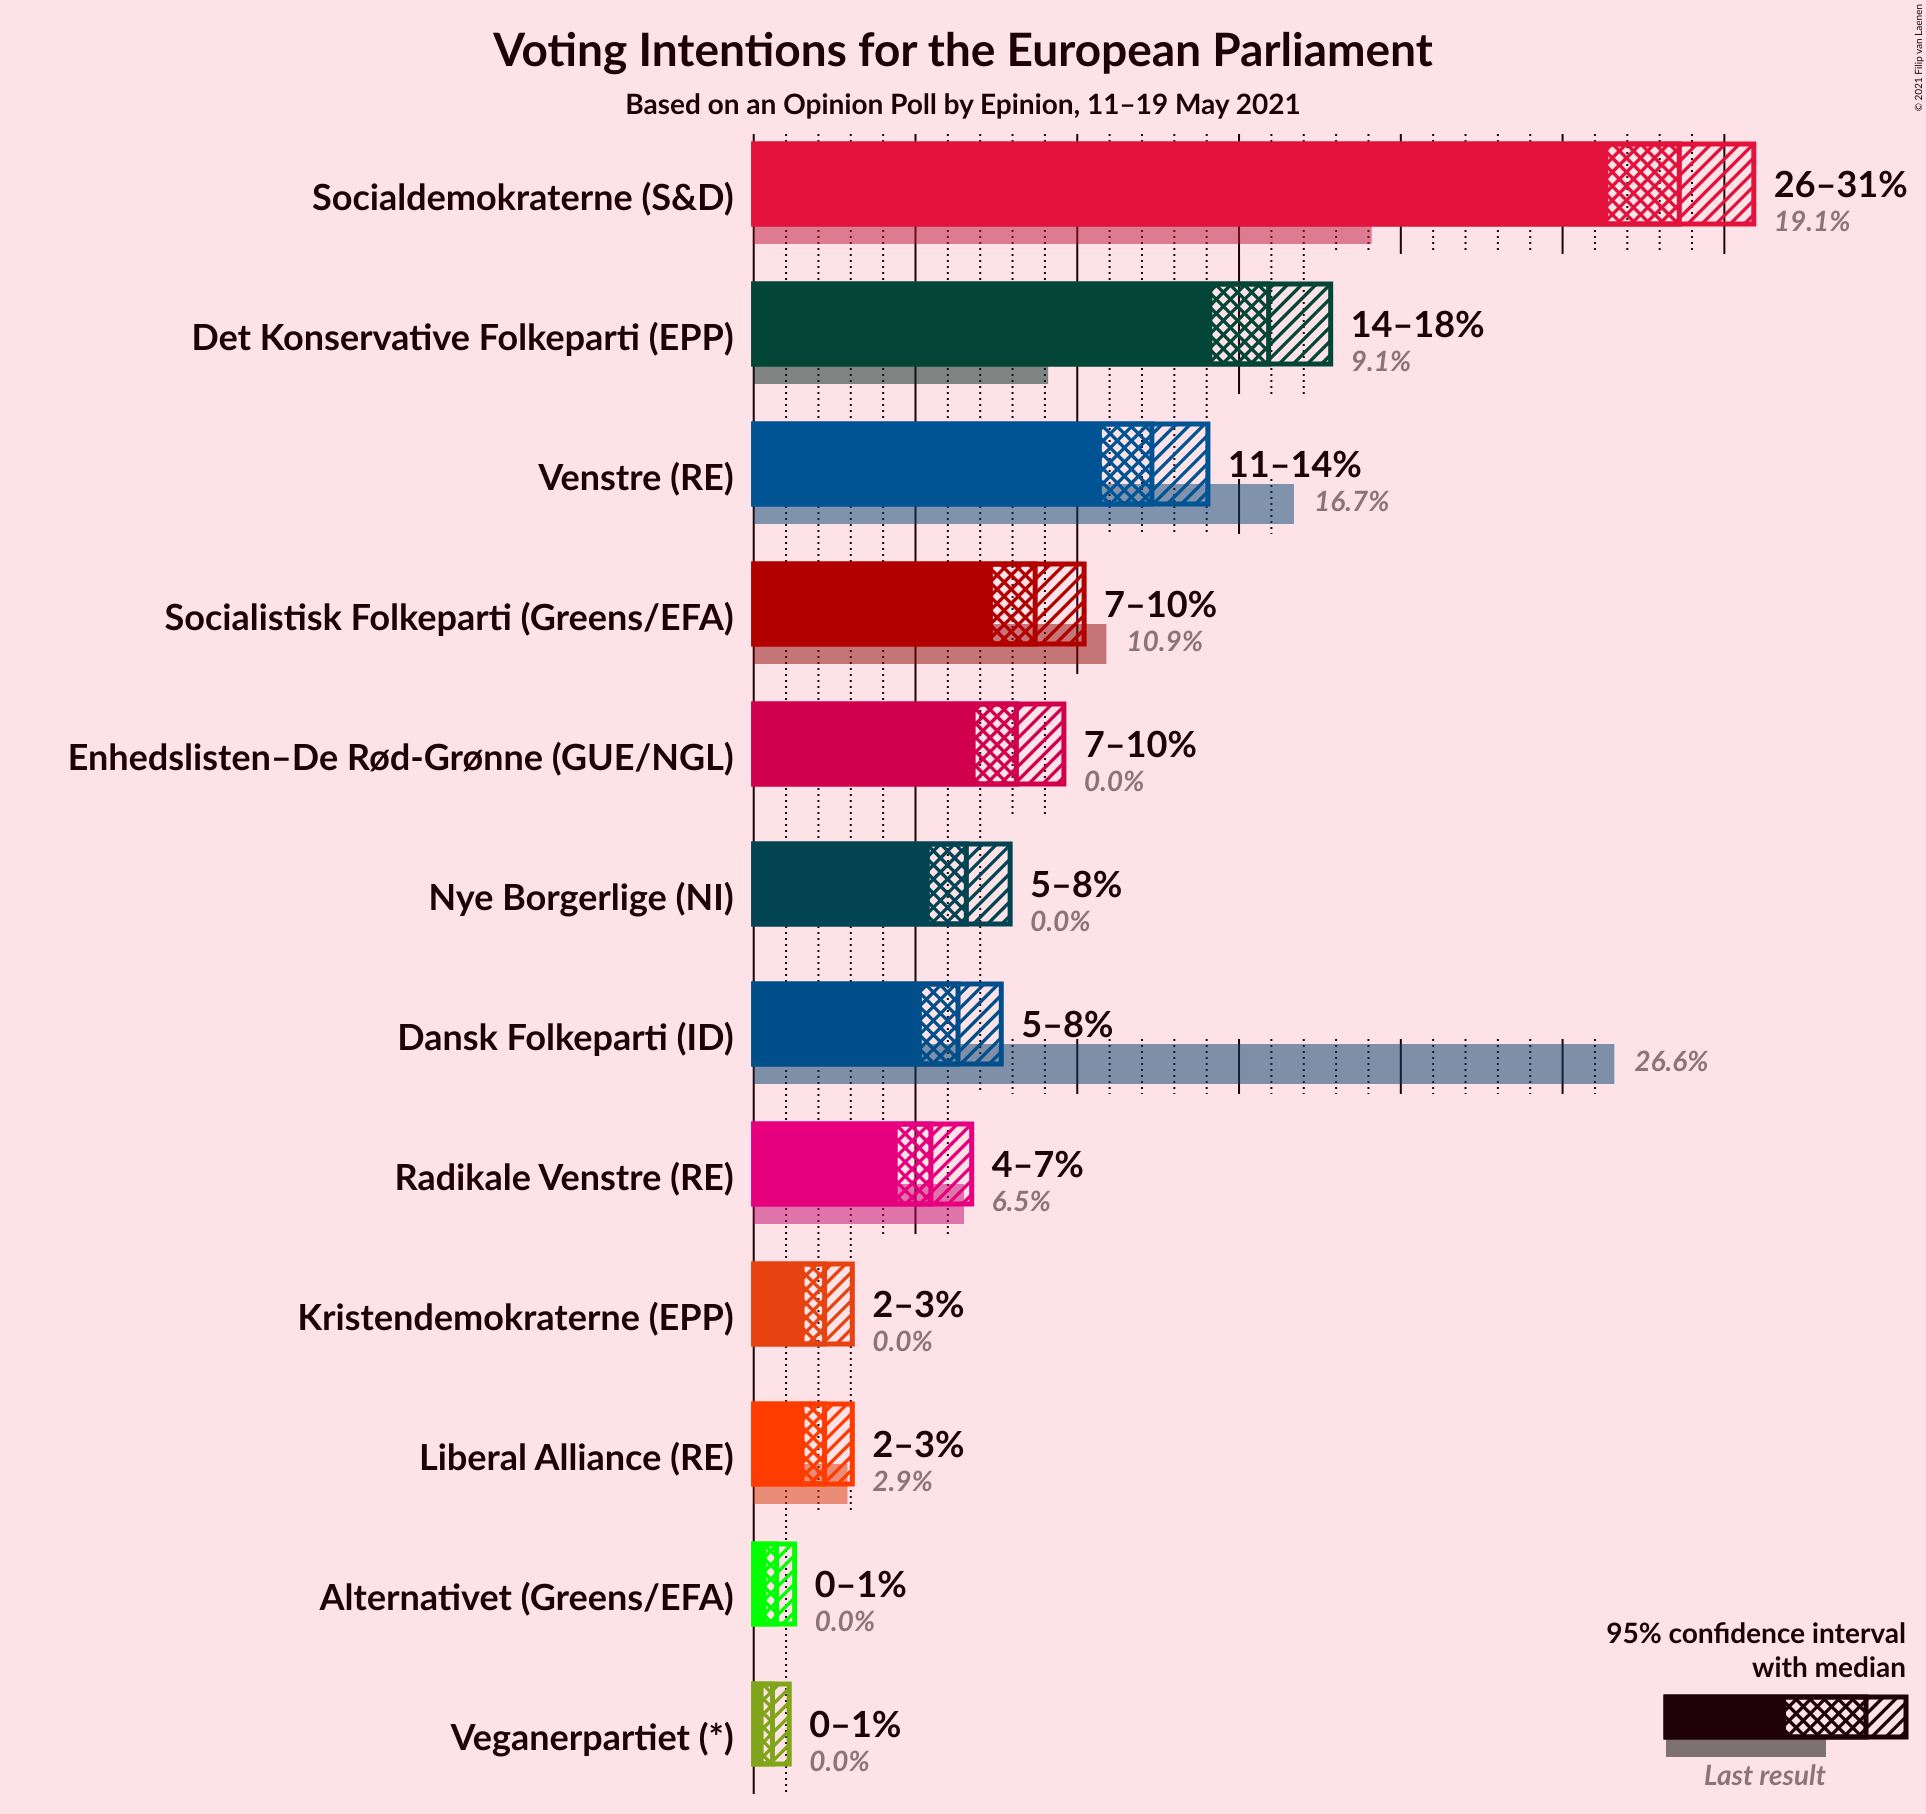 Voting Intentions for the European Parliament
Based on an Opinion Poll by Epinion, 11–19 May 2021
© 2021 Filip van Laenen
Socialdemokraterne (S&D)
26–31%
19.1%
Det Konservative Folkeparti (EPP)
14–18%
9.1%
Venstre (RE)
11–14%
16.7%
Socialistisk Folkeparti (Greens/EFA)
7–10%
10.9%
Enhedslisten–De Rød-Grønne (GUE/NGL)
7–10%
0.0%
Nye Borgerlige (NI)
5–8%
0.0%
Dansk Folkeparti (ID)
5–8%
26.6%
Radikale Venstre (RE)
4–7%
6.5%
Kristendemokraterne (EPP)
2–3%
0.0%
Liberal Alliance (RE)
2–3%
2.9%
Alternativet (Greens/EFA)
0–1%
0.0%
Veganerpartiet (*)
0–1%
0.0%
95% confidence interval
with median
Last result